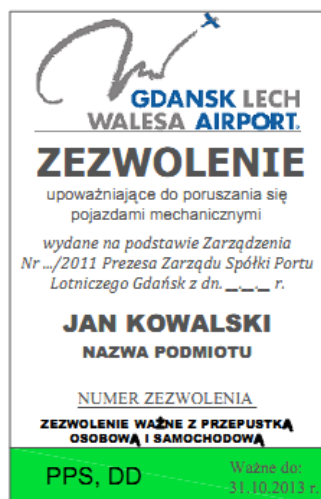 GDANSK LECH
WALESA AIRPORT.
ZEZWOLENIE
upoważniające do poruszania się
pojazdami mechanicznymi
wydane na podstawie Zarządzenia
Nr .../2011 Prezesa Zarządu Spółki Portu
Lotniczego Gdańsk z dn. __.__.__ r.
JAN KOWALSKI
NAZWA PODMIOTU
NUMER ZEZWOLENIA
ZEZWOLENIE WAŻNE Z PRZEPUSTKĄ
OSOBOWĄ I SAMOCHODOWĄ
PPS, DD
Ważne do:
31.10.2013 r.